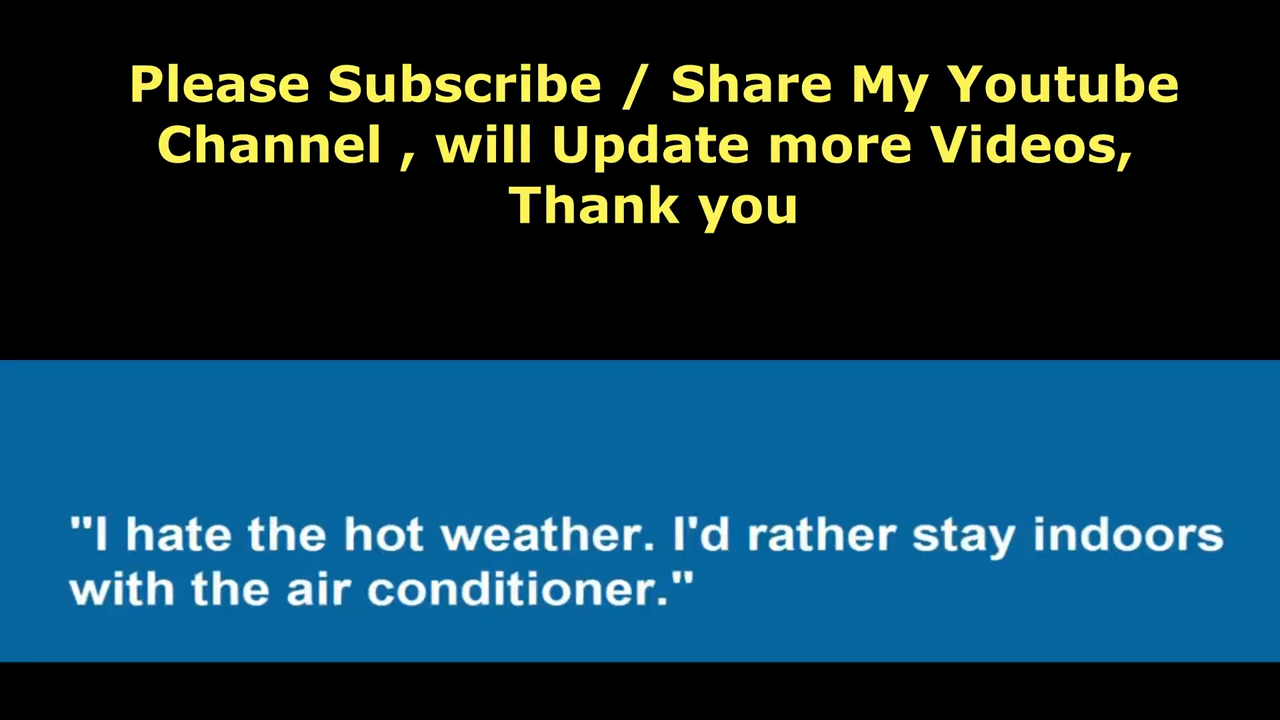 Please Subscribe / Share My Youtube
Channel , will Update more Videos,
Thank you
"I hate the hot weather. I'd rather stay indoors
with the air conditioner."